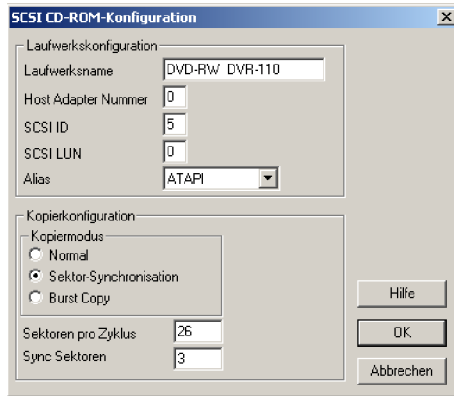 SCSI CD-ROM-Konfiguration
Laufwerkskonfiguration
Laufwerksname DVD-RW DVR-110
Host Adapter Nummer 0
SCSI ID 5
SCSI LUN 0
Alias ATAPI
Kopierkonfiguration
Kopiermodus
Normal
Sektor-Synchronisation
Burst Copy
Sektoren pro Zyklus 26
Sync Sektoren 3
Hilfe
OK
Abbrechen